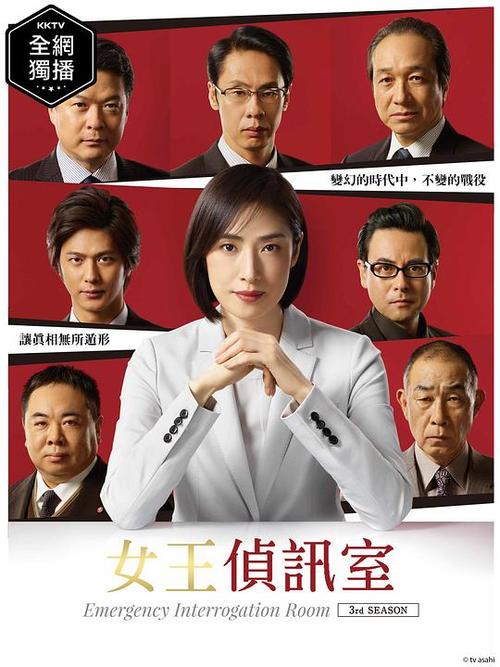 KKTV
全網
獨播
變幻的時代中，不變的戰役
讓真相無所遁形
女王偵訊室
Emergency Interrogation Room 3rd SEASON
© tv asahi